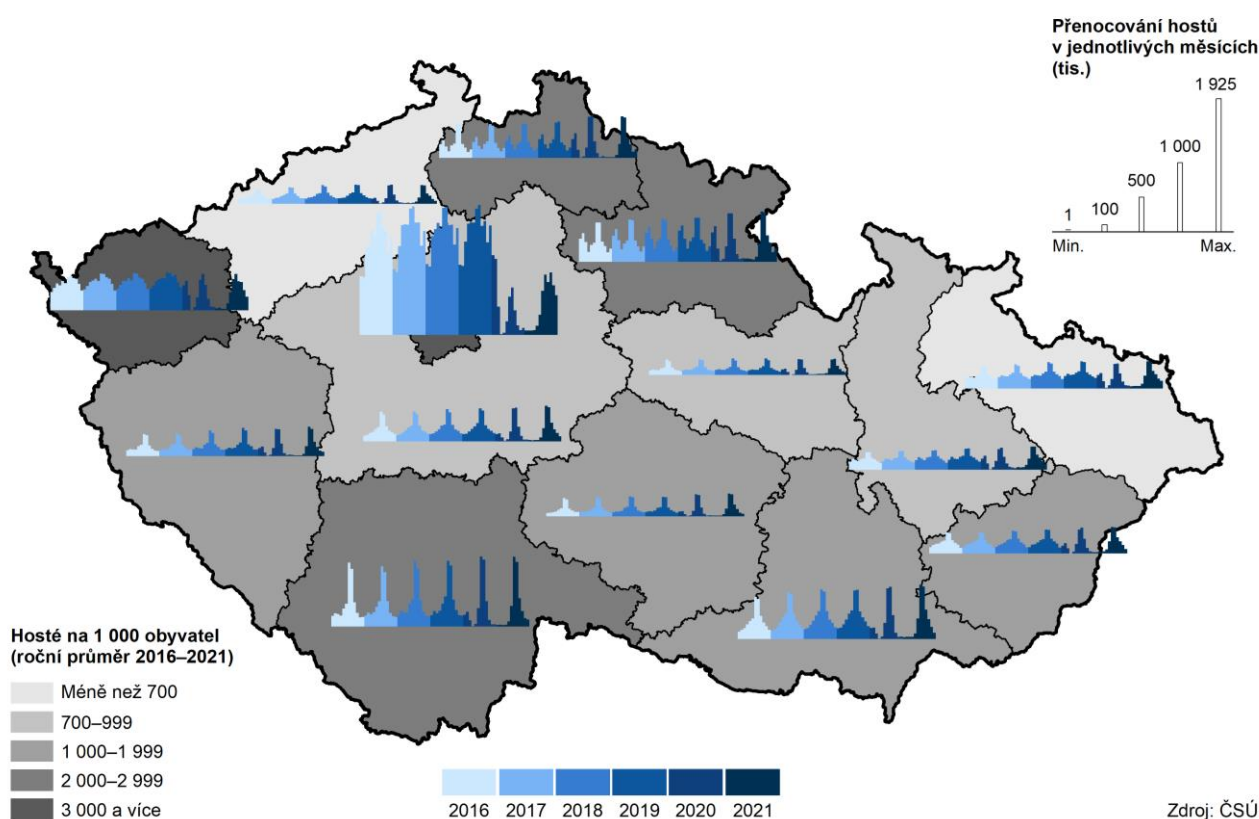 Přenocování hostů
v jednotlivých měsících
(tis.)
1 925
1 000
500
100
1
Min.
Max.
Hosté na 1 000 obyvatel
(roční průměr 2016–2021)
Méně než 700
700–999
1 000–1 999
2 000–2 999
3 000 a více
2016 2017 2018 2019 2020 2021
Zdroj: ČSÚ